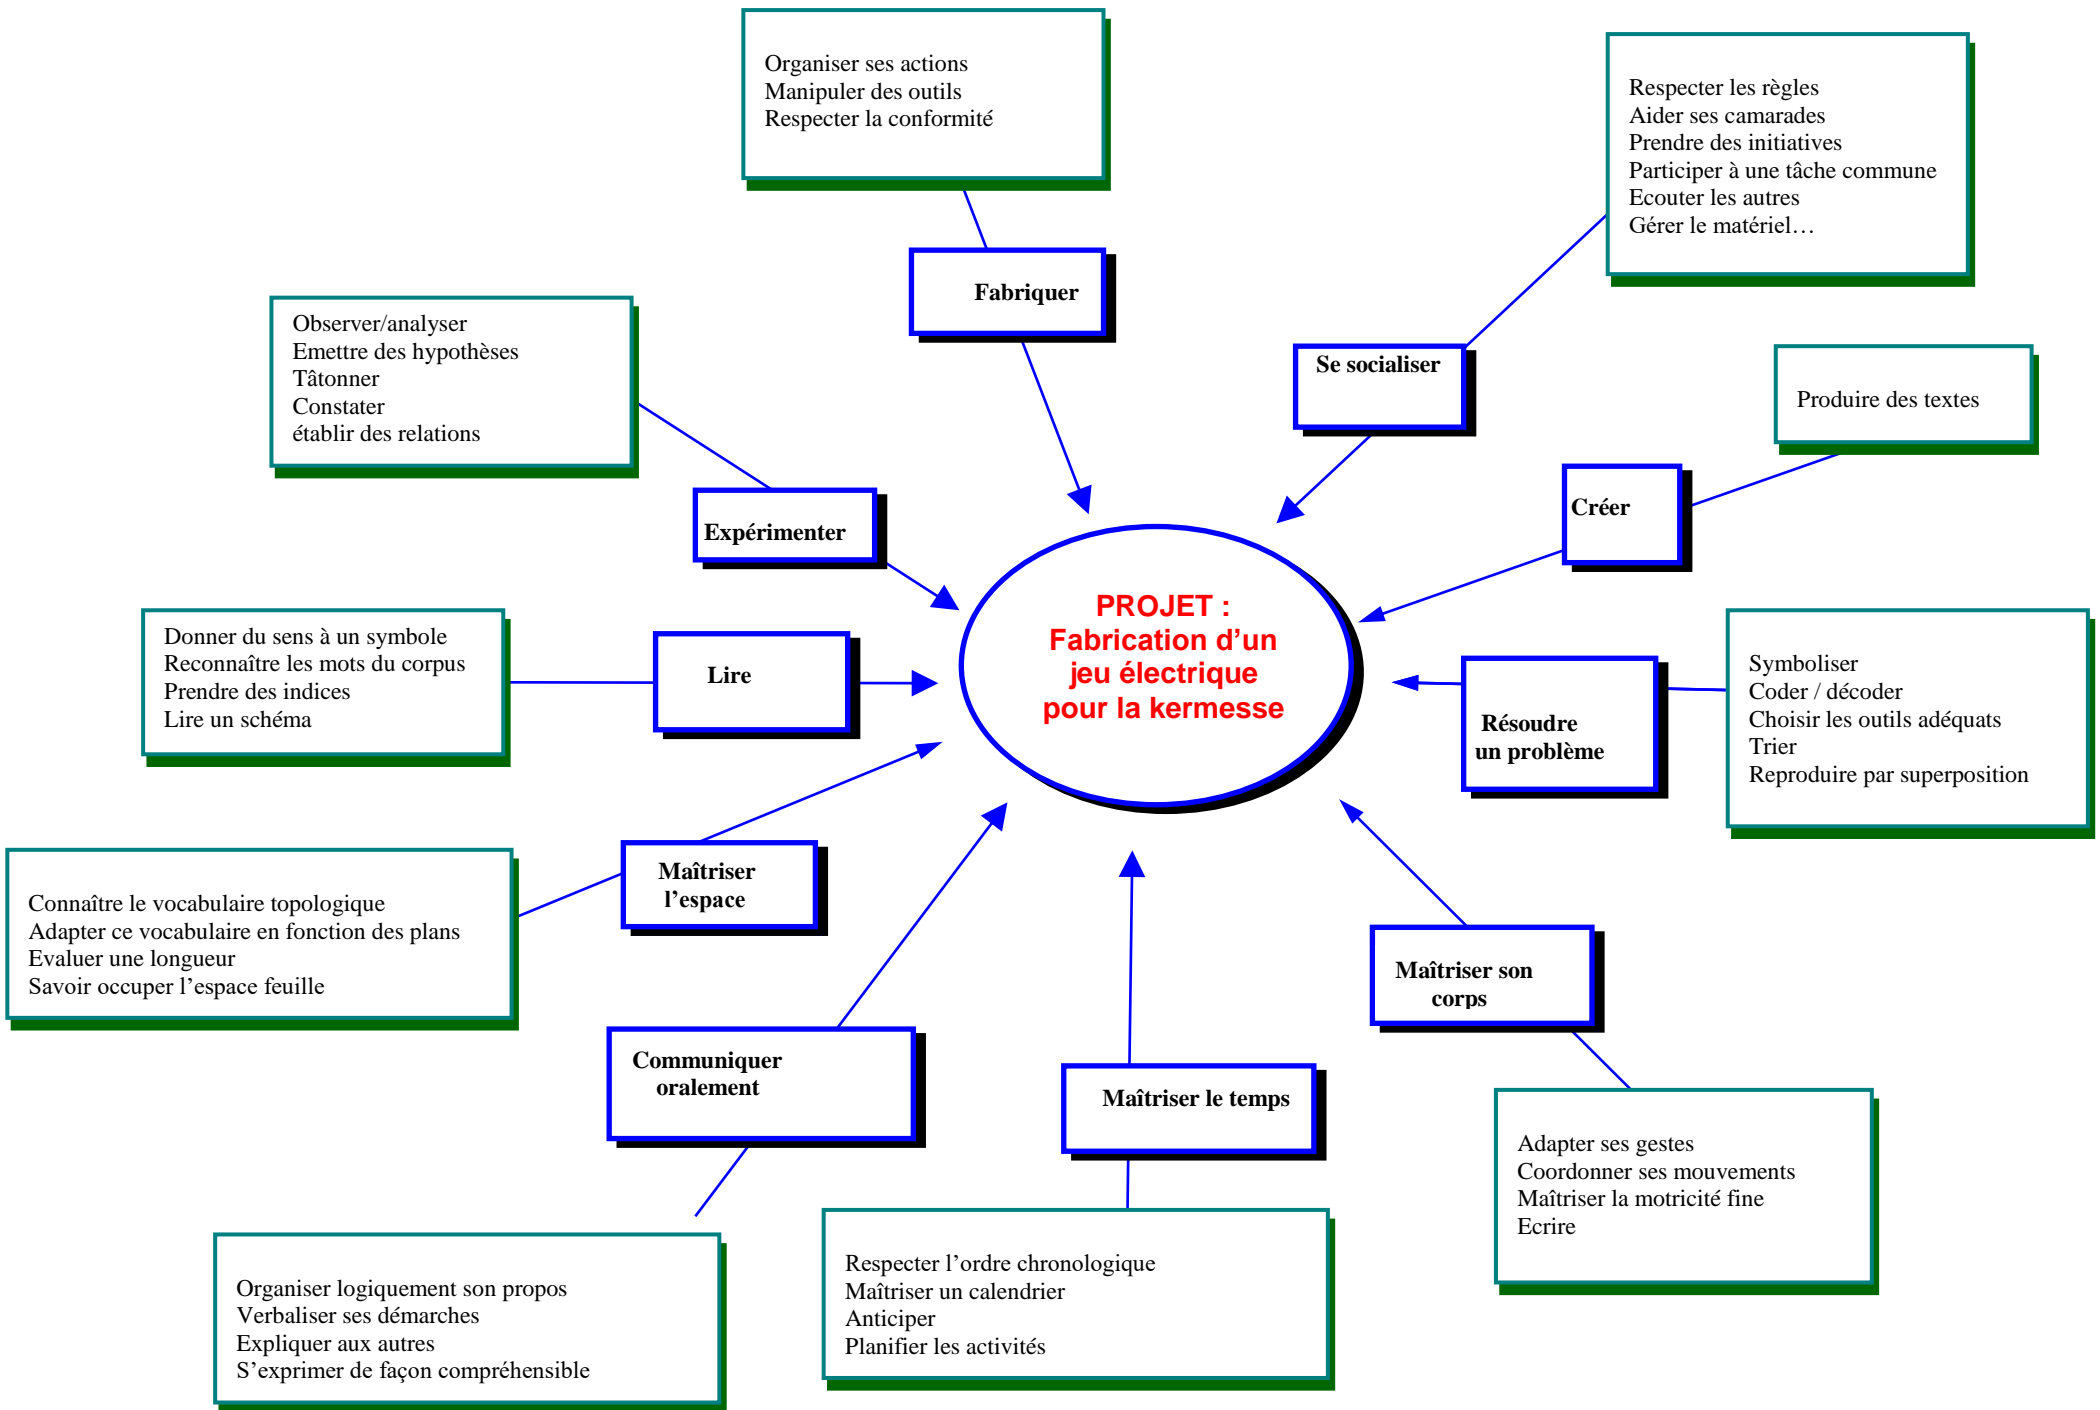 Organiser ses actions
Manipuler des outils
Respecter la conformité
Respecter les règles
Aider ses camarades
Prendre des initiatives
Participer à une tâche commune
Ecouter les autres
Gérer le matériel…
Fabriquer
Observer/analyser
Emettre des hypothèses
Tâtonner
Constater
établir des relations
Se socialiser
Produire des textes
Expérimenter
Créer
PROJET :
Fabrication d’un
jeu électrique
pour la kermesse
Donner du sens à un symbole
Reconnaître les mots du corpus
Prendre des indices
Lire un schéma
Lire
Résoudre
un problème
Symboliser
Coder / décoder
Choisir les outils adéquats
Trier
Reproduire par superposition
Maîtriser
l’espace
Connaître le vocabulaire topologique
Adapter ce vocabulaire en fonction des plans
Evaluer une longueur
Savoir occuper l’espace feuille
Maîtriser son
corps
Communiquer
oralement
Maîtriser le temps
Adapter ses gestes
Coordonner ses mouvements
Maîtriser la motricité fine
Ecrire
Organiser logiquement son propos
Verbaliser ses démarches
Expliquer aux autres
S’exprimer de façon compréhensible
Respecter l’ordre chronologique
Maîtriser un calendrier
Anticiper
Planifier les activités